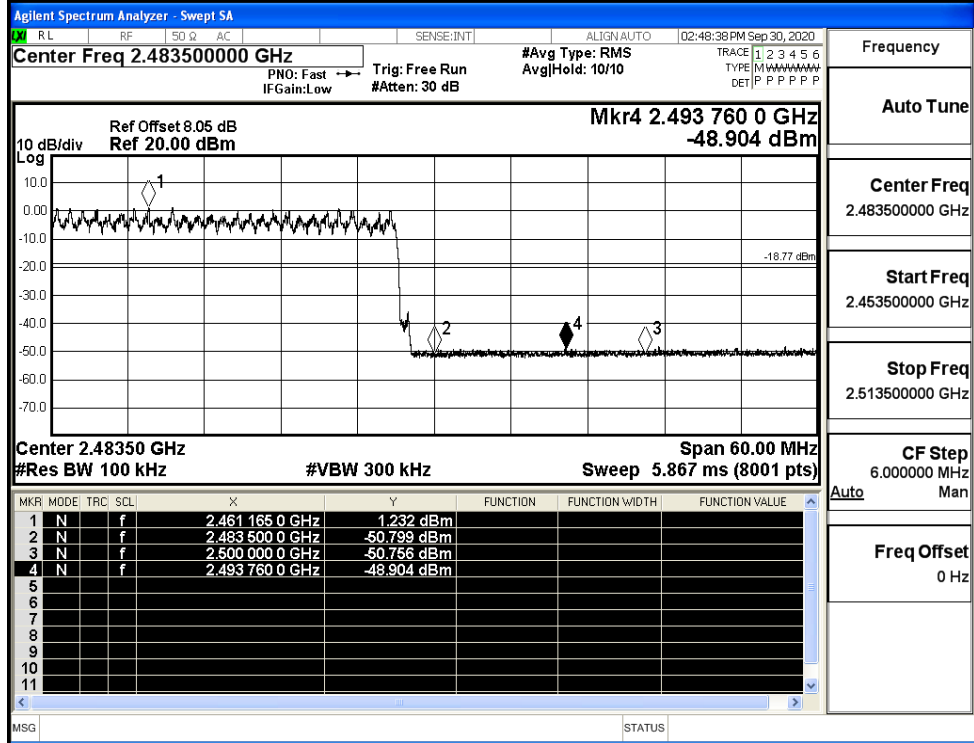 Agilent Spectrum Analyzer - Swept SA
LXI RL RF 50 Ω AC SENSE:INT ALIGNAUTO 02:48:38 PM Sep 30, 2020
Center Freq 2.483500000 GHz
PNO: Fast
IFGain:Low
Trig: Free Run
#Atten: 30 dB
#Avg Type: RMS
Avg|Hold: 10/10
TRACE 1 2 3 4 5 6
TYPE MWWWWW
DET P P P P P P
Mkr4 2.493 760 0 GHz
-48.904 dBm
Ref Offset 8.05 dB
10 dB/div Ref 20.00 dBm
Log
10.0
0.00
-10.0
-20.0
-30.0
-40.0
-50.0
-60.0
-70.0
1
2
4
3
-18.77 dBm
Center 2.48350 GHz Span 60.00 MHz
#Res BW 100 kHz #VBW 300 kHz Sweep 5.867 ms (8001 pts)
MKR MODE TRC SCL X Y FUNCTION FUNCTION WIDTH FUNCTION VALUE
1 N f 2.461 165 0 GHz 1.232 dBm
2 N f 2.483 500 0 GHz -50.799 dBm
3 N f 2.500 000 0 GHz -50.756 dBm
4 N f 2.493 760 0 GHz -48.904 dBm
5
6
7
8
9
10
11
MSG STATUS
Frequency
Auto Tune
Center Freq
2.483500000 GHz
Start Freq
2.453500000 GHz
Stop Freq
2.513500000 GHz
CF Step
6.000000 MHz
Auto Man
Freq Offset
0 Hz